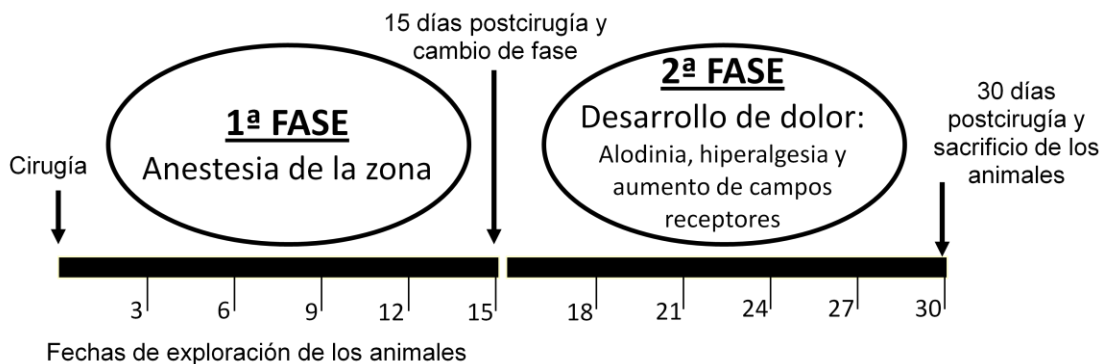 15 días postcirugía y
cambio de fase
1ª FASE
Anestesia de la zona
2ª FASE
Desarrollo de dolor:
Alodinia, hiperalgesia y
aumento de campos
receptores
30 días
postcirugía y
sacrificio de los
animales
Cirugía
3 6 9 12 15 18 21 24 27 30
Fechas de exploración de los animales